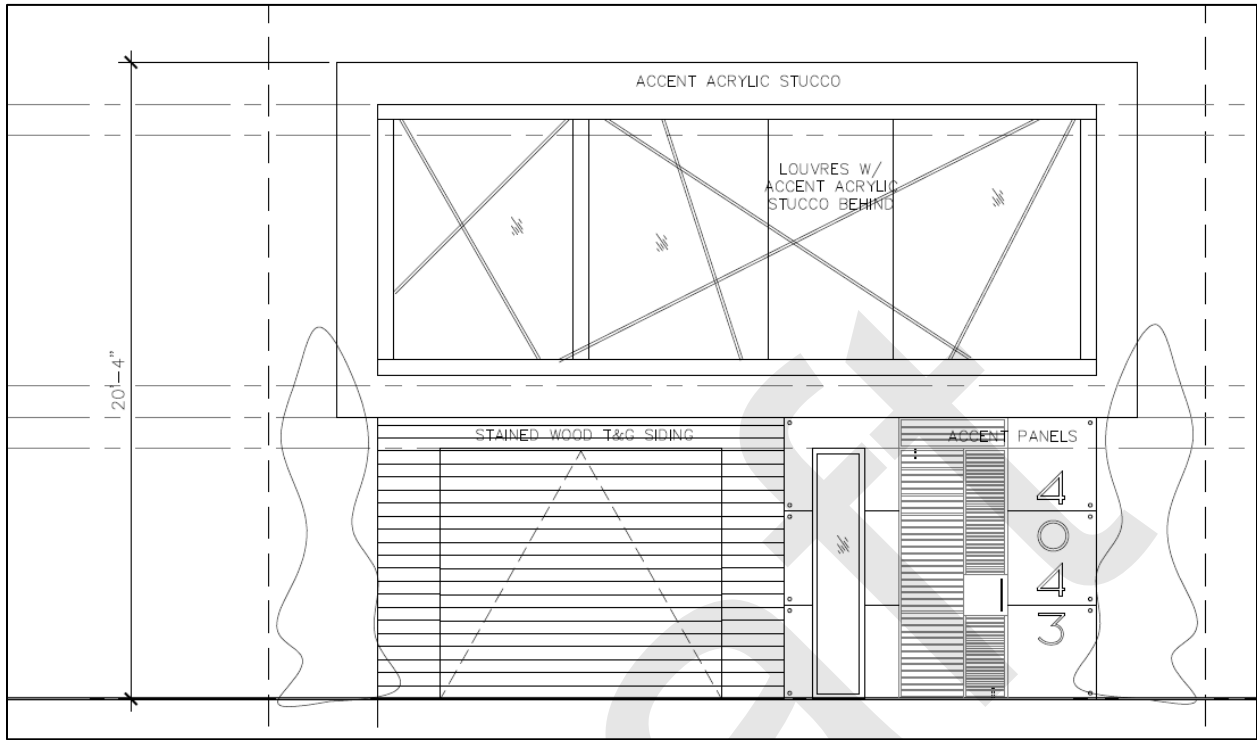 ACCENT ACRYLIC STUCCO
LOUVRES W/
ACCENT ACRYLIC
STUCCO BEHIND
20'-4"
STAINED WOOD T&G SIDING
ACCENT PANELS
4
0
4
3